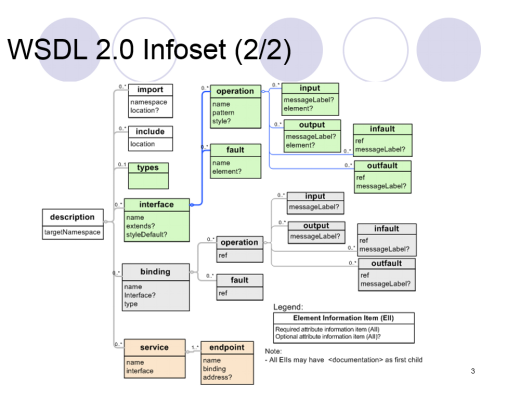 WSDL 2.0 Infoset (2/2)
0..*
import
namespace
location?
0..*
include
location
0..1
types
0..*
interface
name
extends?
styleDefault?
0..*
operation
name
pattern
style?
0..*
fault
name
element?
0..*
input
messageLabel?
element?
0..*
output
messageLabel?
element?
0..*
infault
ref
messageLabel?
0..*
outfault
ref
messageLabel?
description
targetNamespace
0..*
binding
name
Interface?
type
0..*
operation
ref
0..*
fault
ref
0..*
input
messageLabel?
0..*
output
messageLabel?
0..*
infault
ref
messageLabel?
0..*
outfault
ref
messageLabel?
0..*
service
name
interface
1..*
endpoint
name
binding
address?
Legend:
Element Information Item (EII)
Required attribute information item (AII)
Optional attribute information item (AII)?
Note:
- All EIIs may have <documentation> as first child
3